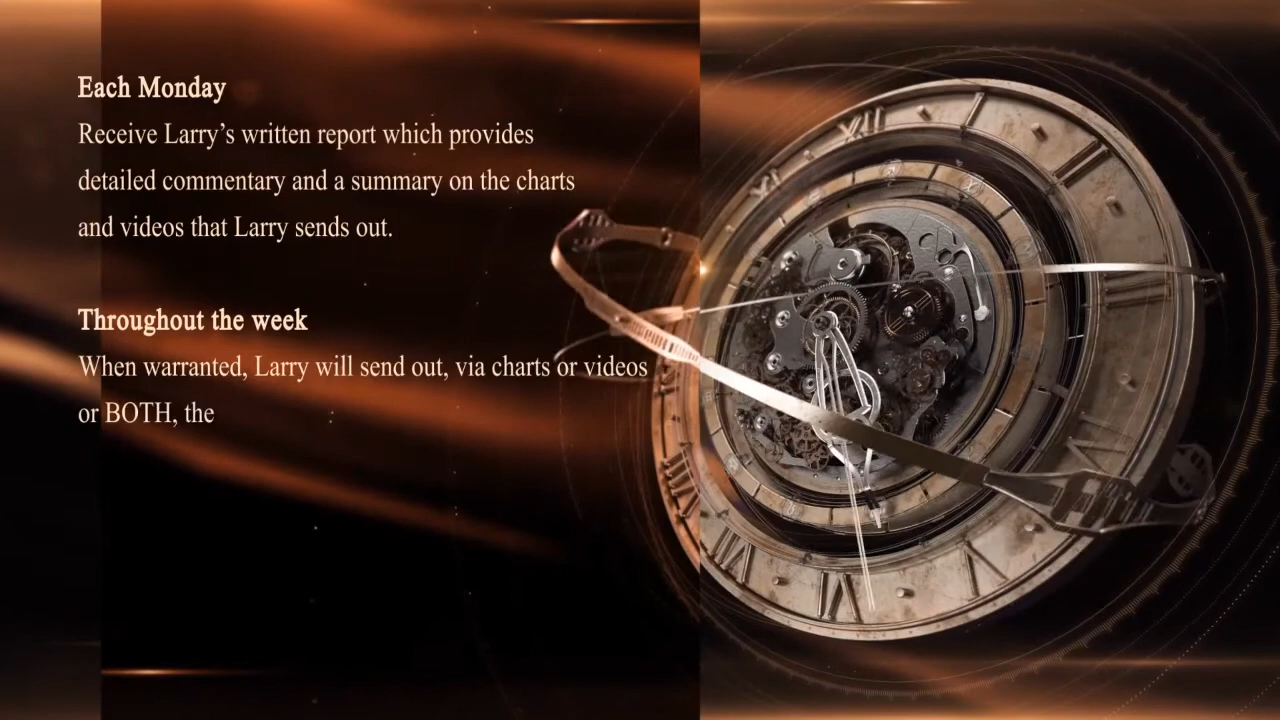 Each Monday
Receive Larry’s written report which provides
detailed commentary and a summary on the charts
and videos that Larry sends out.
Throughout the week
When warranted, Larry will send out, via charts or videos
or BOTH, the